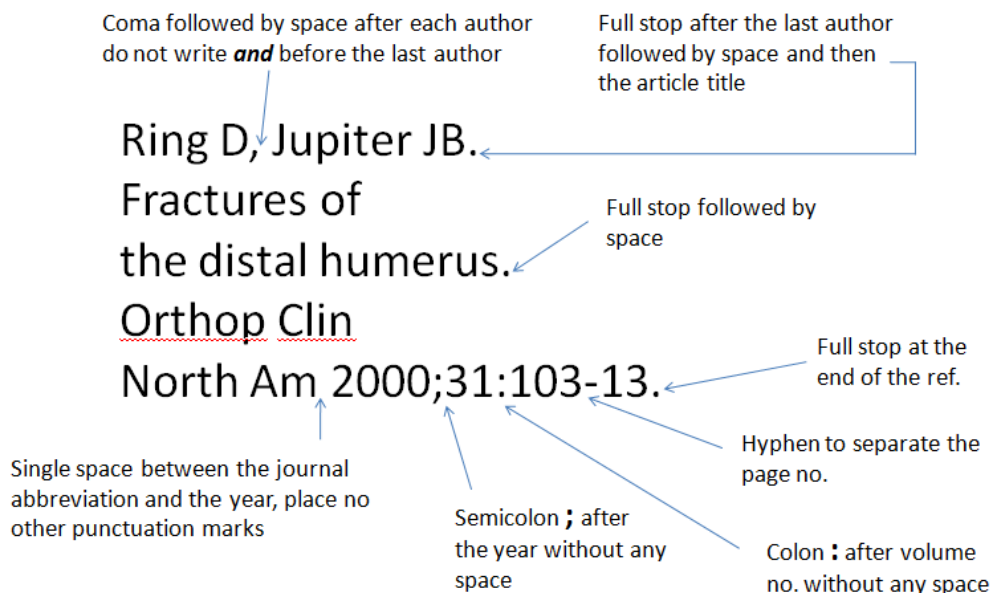 Coma followed by space after each author
do not write and before the last author
Full stop after the last author
followed by space and then
the article title
Ring D, Jupiter JB.
Fractures of
the distal humerus.
Full stop followed by
space
Orthop Clin
North Am 2000;31:103-13.
Full stop at the
end of the ref.
Hyphen to separate the
page no.
Single space between the journal
abbreviation and the year, place no
other punctuation marks
Semicolon ; after
the year without any
space
Colon : after volume
no. without any space